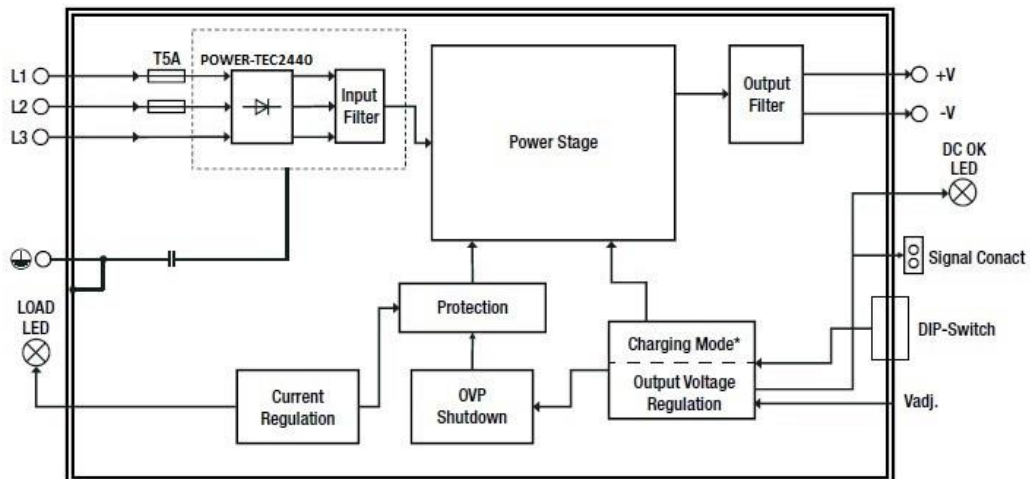 T5A
POWER-TEC2440
L1
L2
L3
Input
Filter
Power Stage
Output
Filter
+V
-V
DC OK
LED
Signal Conact
LOAD
LED
Protection
Charging Mode*
Output Voltage
Regulation
DIP-Switch
Current
Regulation
OVP
Shutdown
Vadj.